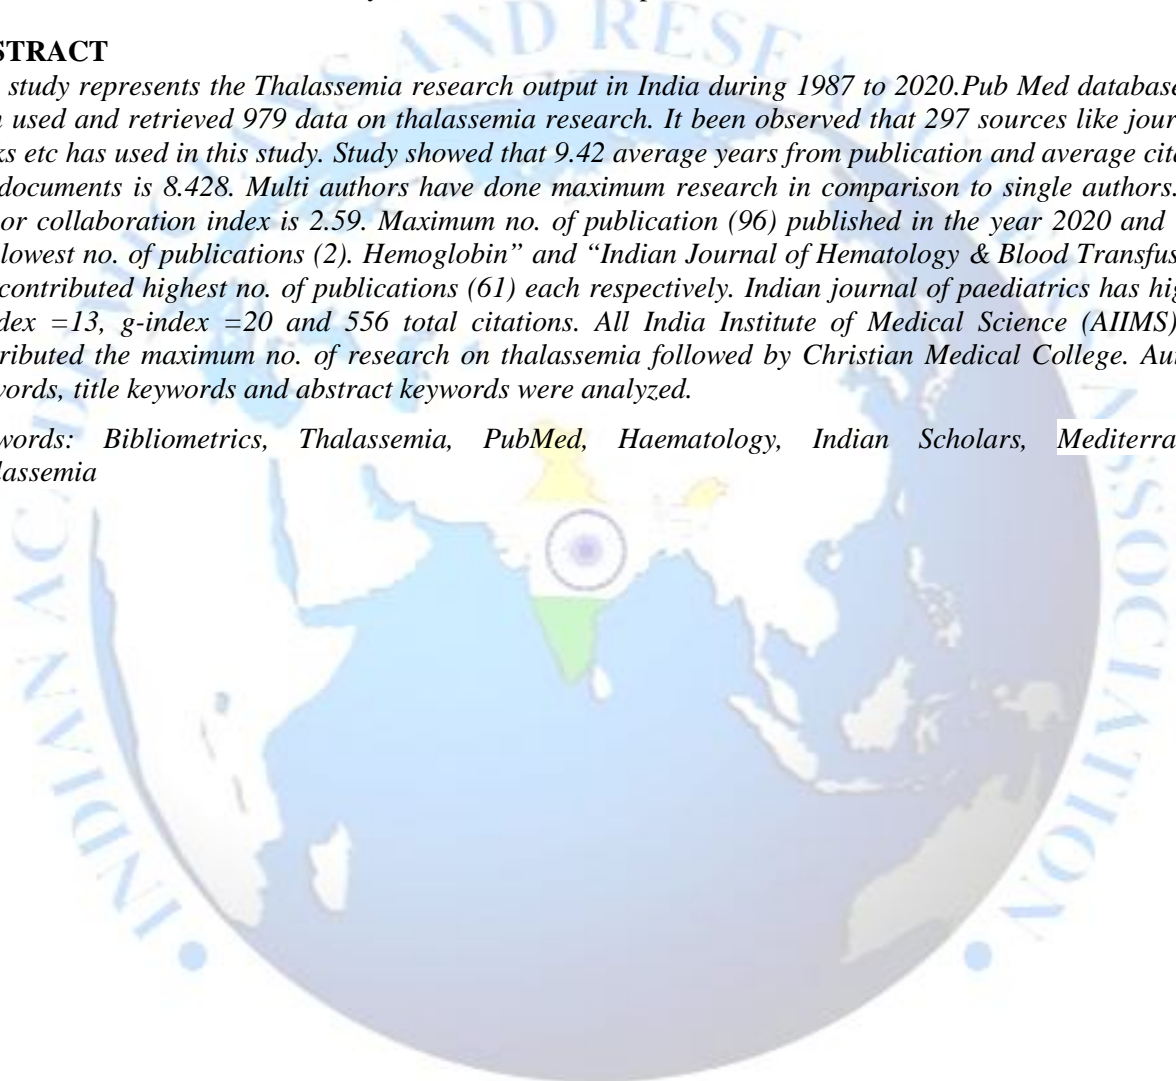 STRACT
study represents the Thalassemia research output in India during 1987 to 2020.Pub Med database
used and retrieved 979 data on thalassemia research. It been observed that 297 sources like jour
ks etc has used in this study. Study showed that 9.42 average years from publication and average cita
documents is 8.428. Multi authors have done maximum research in comparison to single authors.
or collaboration index is 2.59. Maximum no. of publication (96) published in the year 2020 and
lowest no. of publications (2). Hemoglobin” and “Indian Journal of Hematology & Blood Transfus
contributed highest no. of publications (61) each respectively. Indian journal of paediatrics has hig
dex =13, g-index =20 and 556 total citations. All India Institute of Medical Science (AIIMS)
tributed the maximum no. of research on thalassemia followed by Christian Medical College. Au
words, title keywords and abstract keywords were analyzed.
words: Bibliometrics, Thalassemia, PubMed, Haematology, Indian Scholars, Mediterra
lassemia
INDIAN ACADEMICIANS AND RESEARCHERS ASSOCIATION